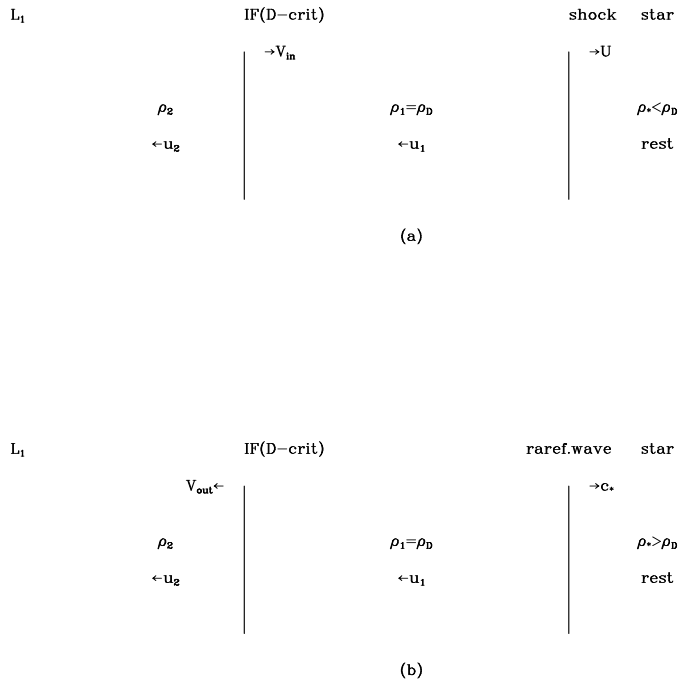 L₁ IF(D−crit) shock star
→V_in →U
ρ₂ ρ₁=ρ_D ρ_*<ρ_D
←u₂ ←u₁ rest
(a)
L₁ IF(D−crit) raref.wave star
V_out← →c_*
ρ₂ ρ₁=ρ_D ρ_*>ρ_D
←u₂ ←u₁ rest
(b)